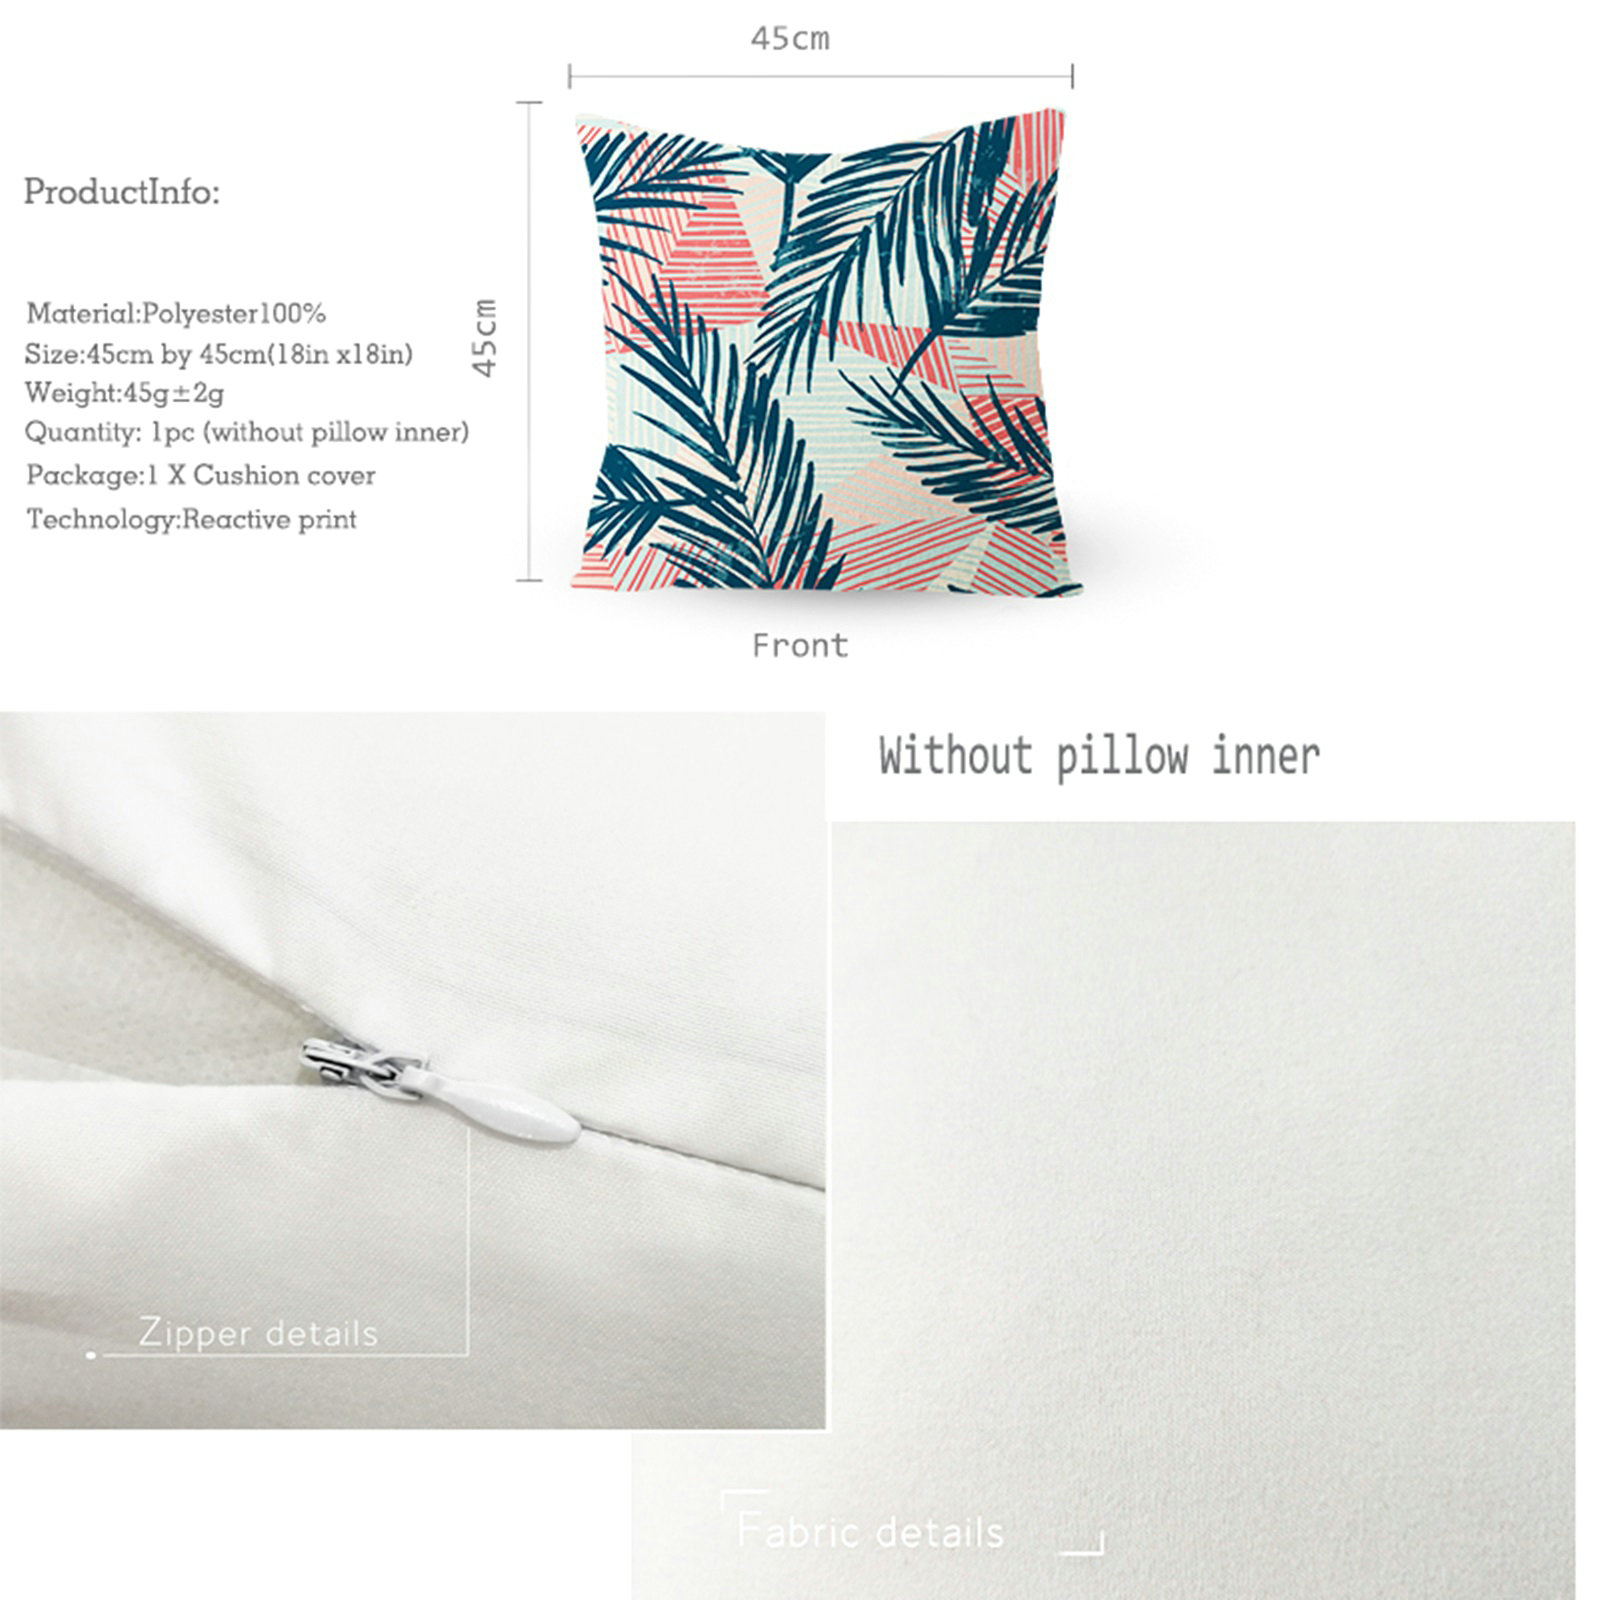 45cm
45cm
ProductInfo:
Material:Polyester100%
Size:45cm by 45cm(18in x18in)
Weight:45g±2g
Quantity: 1pc (without pillow inner)
Package:1 X Cushion cover
Technology:Reactive print
Front
Without pillow inner
Zipper details
Fabric details